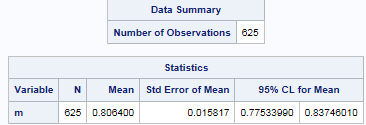 Data Summary
Number of Observations 625
Statistics
Variable N Mean Std Error of Mean 95% CL for Mean
m 625 0.806400 0.015817 0.77533990 0.83746010